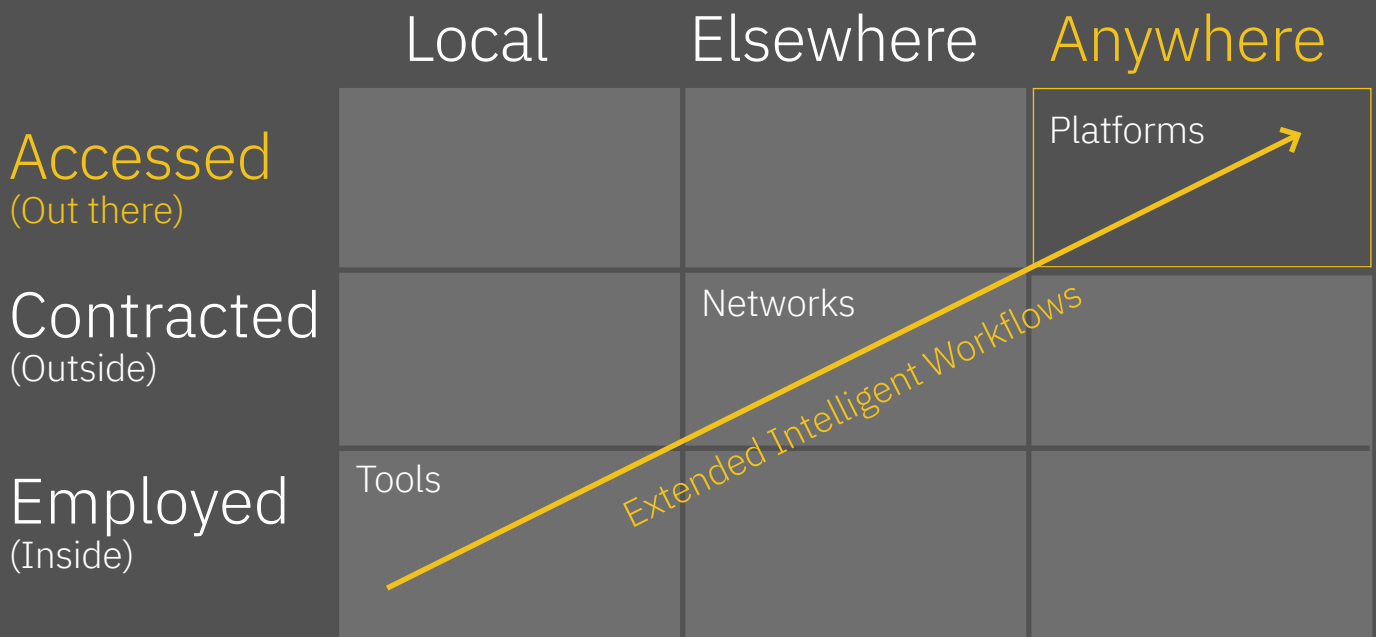 Local Elsewhere Anywhere
Accessed
(Out there)
Platforms
Contracted
(Outside)
Networks
Extended Intelligent Workflows
Employed
(Inside)
Tools